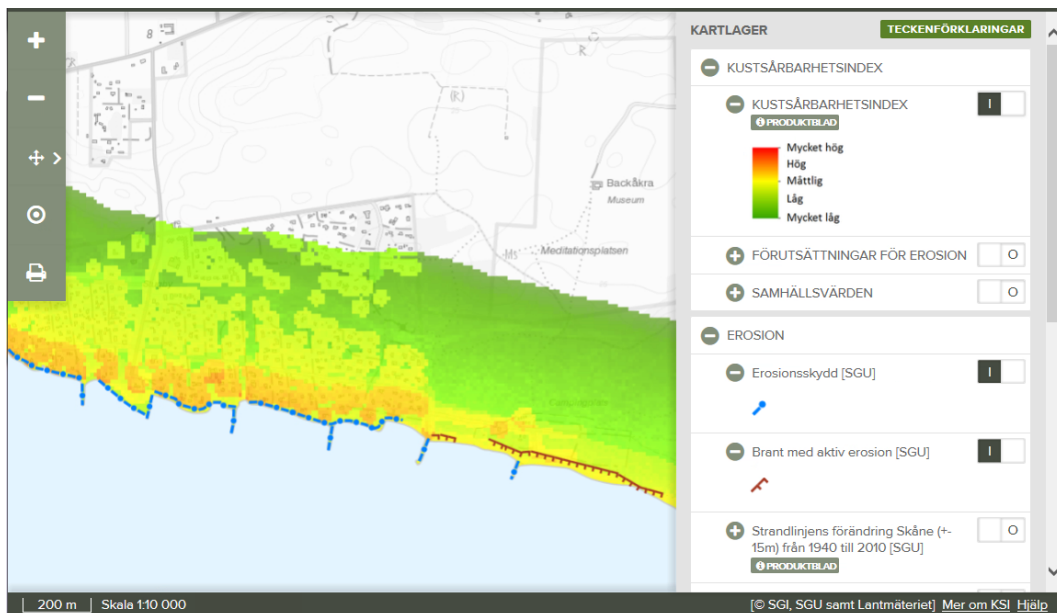 KARTLAGER
TECKENFÖRKLARINGAR
KUSTSÅRBARHETSINDEX
KUSTSÅRBARHETSINDEX
PRODUKTBLAD
Mycket hög
Hög
Måttlig
Låg
Mycket låg
FÖRUTSÄTTNINGAR FÖR EROSION
SAMHÄLLSVÄRDEN
EROSION
Erosionsskydd [SGU]
Brant med aktiv erosion [SGU]
Strandlinjens förändring Skåne (+-
15m) från 1940 till 2010 [SGU]
PRODUKTBLAD
R
(R)
Backåkra
Museum
Meditationsplatsen
200 m
Skala 1:10 000
[© SGI, SGU samt Lantmäteriet] Mer om KSI Hjälp